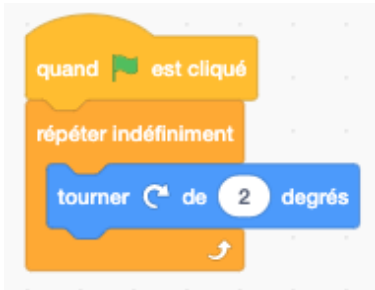 quand est cliqué
répéter indéfiniment
tourner de 2 degrés